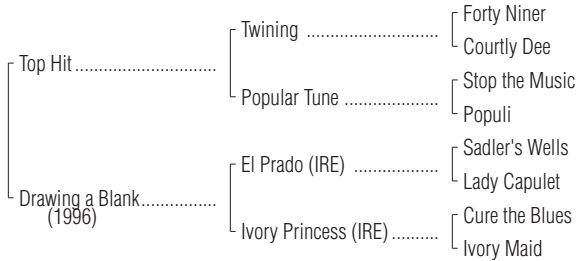 Forty Niner
Twining
Courtly Dee
Top Hit
Stop the Music
Popular Tune
Populi
Sadler's Wells
El Prado (IRE)
Lady Capulet
Drawing a Blank
(1996)
Cure the Blues
Ivory Princess (IRE)
Ivory Maid